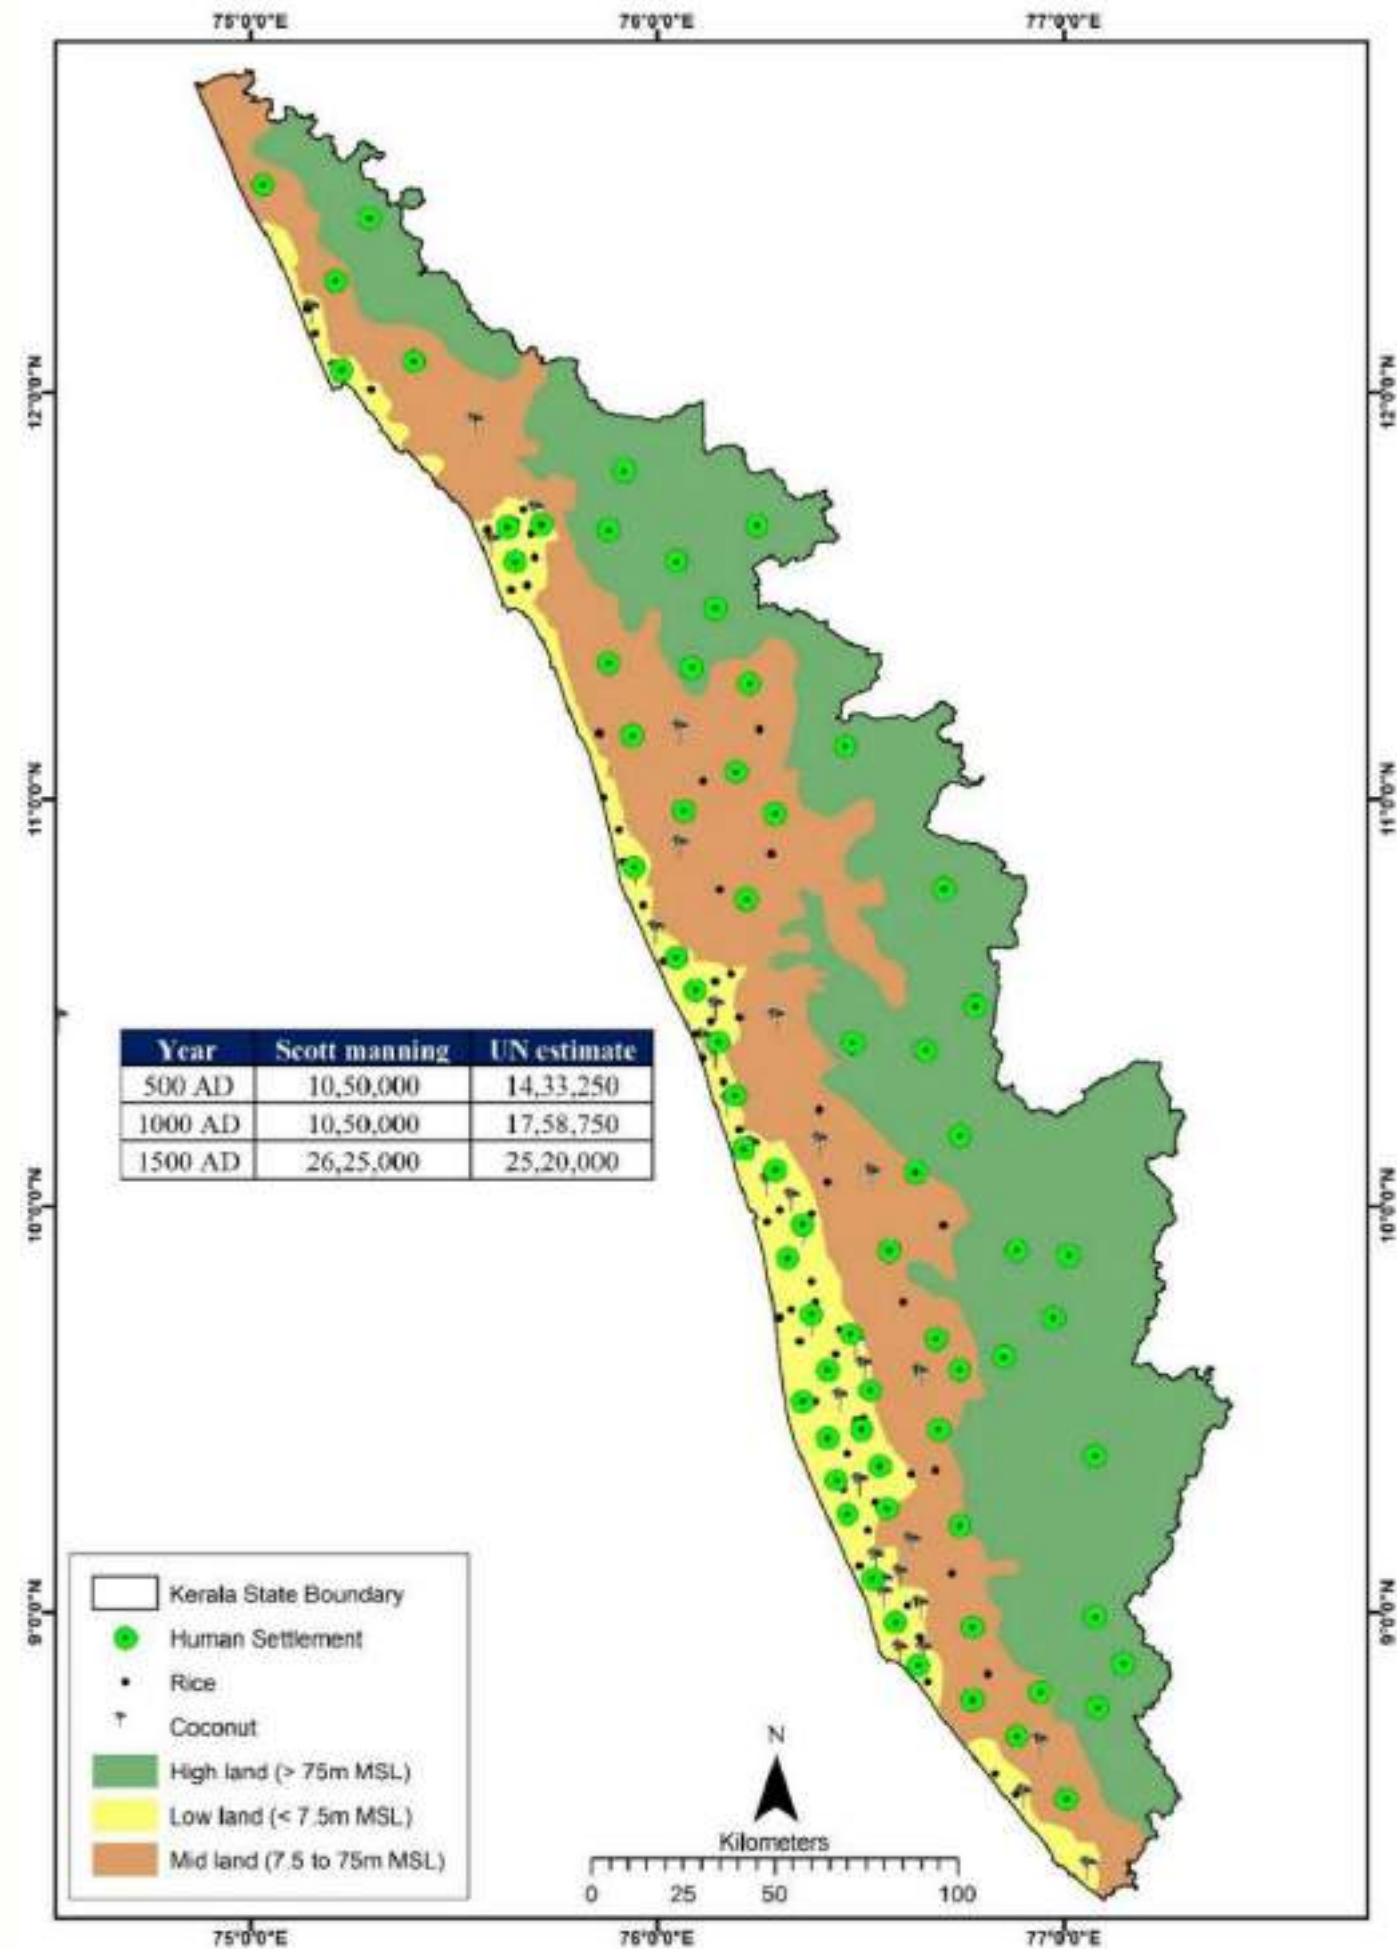 75°0'0"E 76°0'0"E 77°0'0"E
12°0'0"N 12°0'0"N
11°0'0"N 11°0'0"N
Year Scott manning UN estimate
500 AD 10,50,000 14,33,250
1000 AD 10,50,000 17,58,750
1500 AD 26,25,000 25,20,000
10°0'0"N 10°0'0"N
Kerala State Boundary
Human Settlement
Rice
Coconut
High land (> 75m MSL)
Low land (< 7.5m MSL)
Mid land (7.5 to 75m MSL)
9°0'0"N 9°0'0"N
N
Kilometers
0 25 50 100
75°0'0"E 76°0'0"E 77°0'0"E